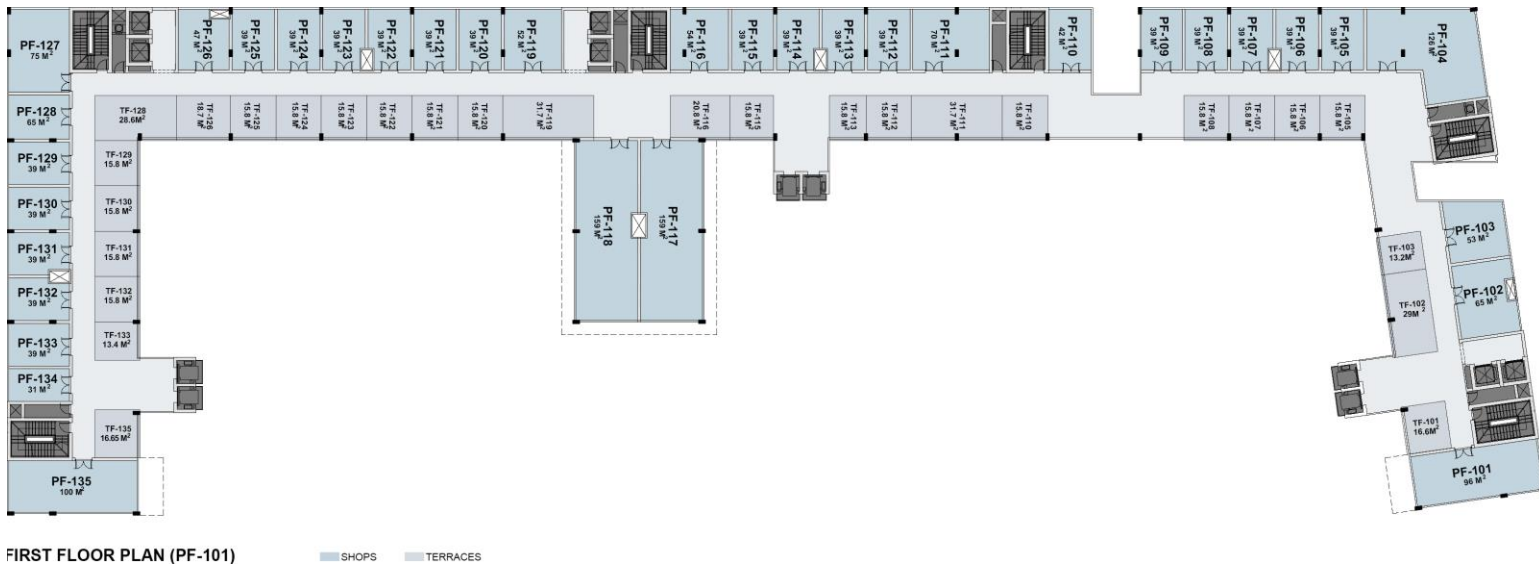 PF-127
75 M²
PF-126
47 M²
PF-125
39 M²
PF-124
39 M²
PF-123
39 M²
PF-122
39 M²
PF-121
39 M²
PF-120
39 M²
PF-119
52 M²
PF-116
54 M²
PF-115
39 M²
PF-114
39 M²
PF-113
39 M²
PF-112
39 M²
PF-111
70 M²
PF-110
42 M²
PF-109
39 M²
PF-108
39 M²
PF-107
39 M²
PF-106
39 M²
PF-105
39 M²
PF-104
126 M²
PF-128
65 M²
TF-128
28.6M²
TF-126
18.7 M²
TF-125
15.8 M²
TF-124
15.8 M²
TF-123
15.8 M²
TF-122
15.8 M²
TF-121
15.8 M²
TF-120
15.8 M²
TF-119
31.7 M²
TF-116
20.8 M²
TF-115
15.8 M²
TF-113
15.8 M²
TF-112
15.8 M²
TF-111
31.7 M²
TF-110
15.8 M²
TF-108
15.8 M²
TF-107
15.8 M²
TF-106
15.8 M²
TF-105
15.8 M²
PF-129
39 M²
TF-129
15.8 M²
PF-130
39 M²
TF-130
15.8 M²
PF-131
39 M²
TF-131
15.8 M²
PF-118
159 M²
PF-117
159 M²
TF-103
13.2M²
PF-103
53 M²
PF-132
39 M²
TF-132
15.8 M²
TF-102
29M²
PF-102
65 M²
PF-133
39 M²
TF-133
13.4 M²
PF-134
31 M²
TF-135
16.65 M²
TF-101
16.6M²
PF-135
100 M²
PF-101
96 M²
FIRST FLOOR PLAN (PF-101)
SHOPS
TERRACES